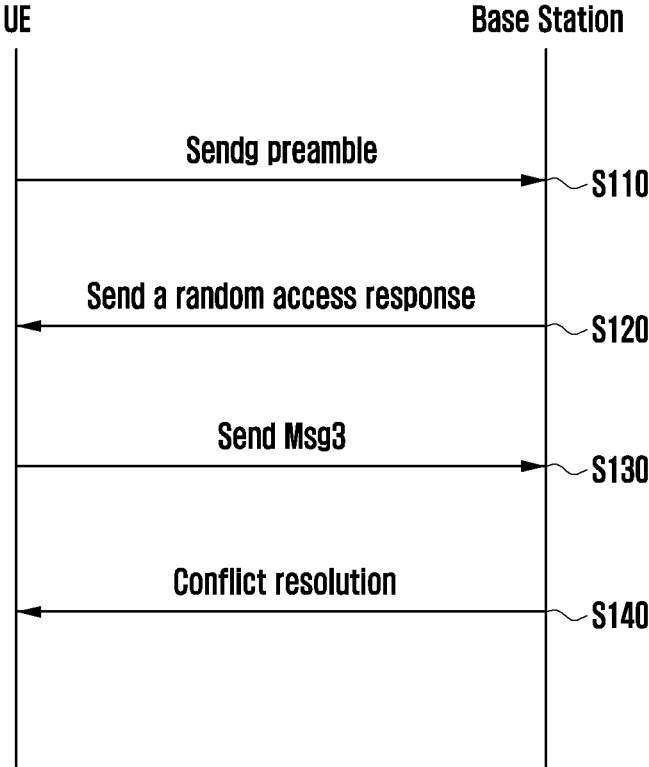 UE
Base Station
Sendg preamble
S110
Send a random access response
S120
Send Msg3
S130
Conflict resolution
S140